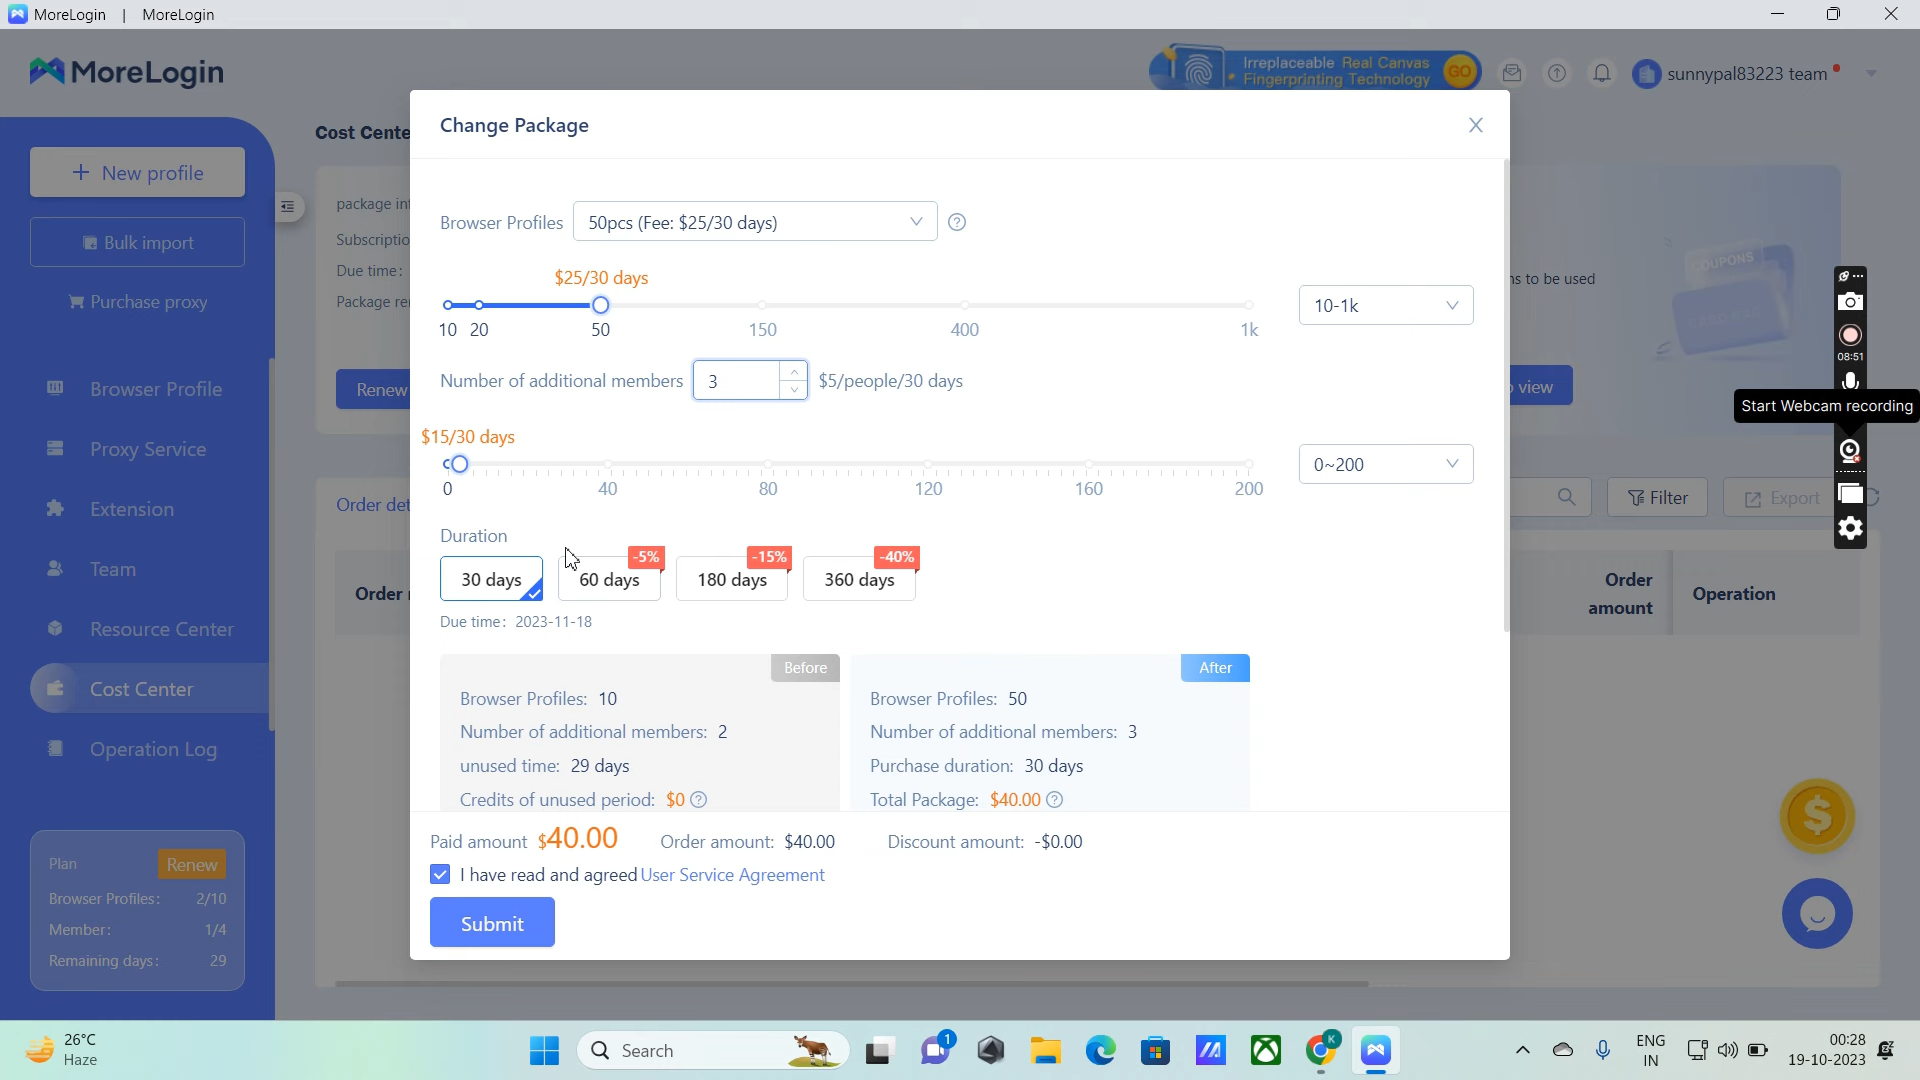 MoreLogin | MoreLogin
MoreLogin
Irreplaceable Real Canvas
Fingerprinting Technology
GO
sunnypal83223 team
Cost Cente
New profile
Bulk import
Purchase proxy
Browser Profile
Proxy Service
Extension
Team
Resource Center
Cost Center
Operation Log
Plan Renew
Browser Profiles: 2/10
Member: 1/4
Remaining days: 29
package in
Subscriptio
Due time:
Package re
Renew
Order det
Order
Change Package
Browser Profiles 50pcs (Fee: $25/30 days)
$25/30 days
10 20 50 150 400 1k
10-1k
Number of additional members 3 $5/people/30 days
$15/30 days
0 40 80 120 160 200
0~200
Duration
-5% -15% -40%
30 days 60 days 180 days 360 days
Due time: 2023-11-18
Before
Browser Profiles: 10
Number of additional members: 2
unused time: 29 days
Credits of unused period: $0
After
Browser Profiles: 50
Number of additional members: 3
Purchase duration: 30 days
Total Package: $40.00
Paid amount $40.00 Order amount: $40.00 Discount amount: -$0.00
I have read and agreed User Service Agreement
Submit
COUPONS
CARD BAG
ns to be used
view
08:51
Start Webcam recording
Filter
Export
Order
amount
Operation
26°C
Haze
Search
1
K
ENG
IN
00:28
19-10-2023